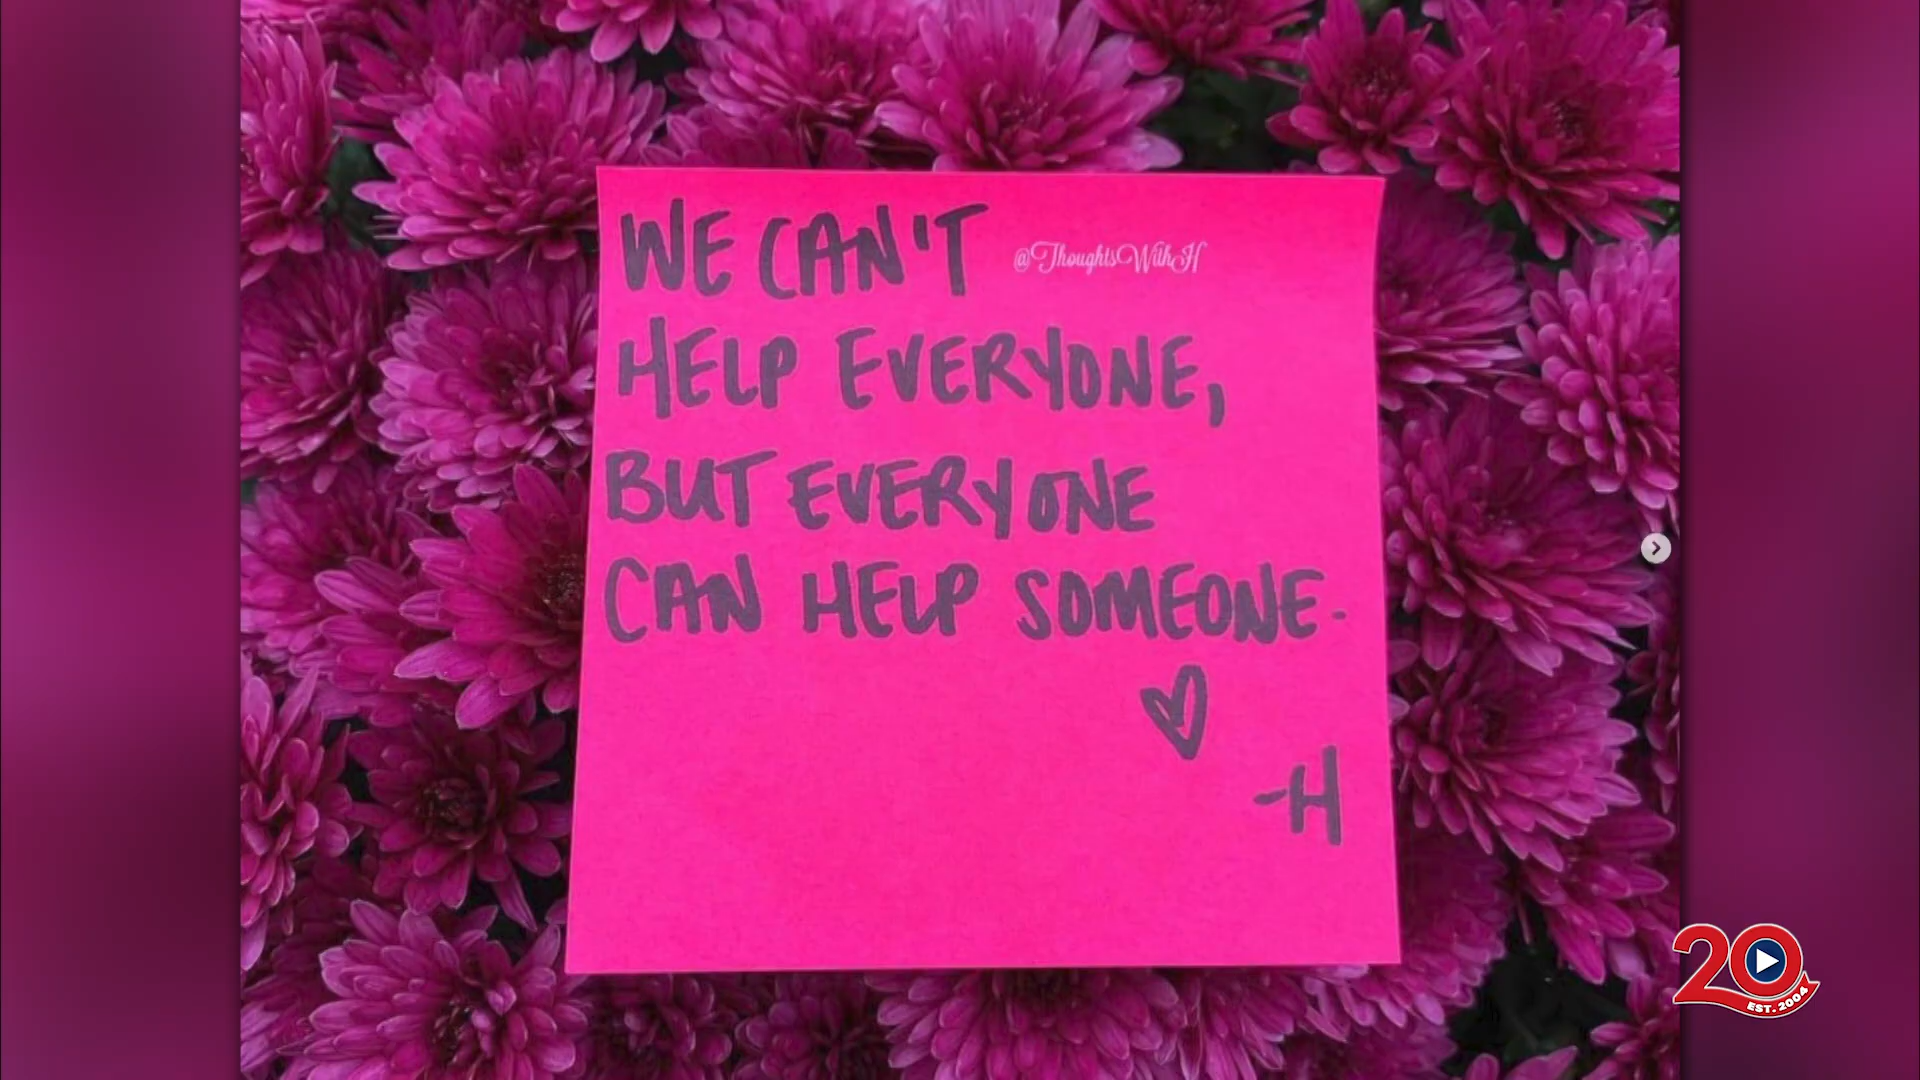 WE CAN'T
@ThoughtsWithH
HELP EVERYONE,
BUT EVERYONE
CAN HELP SOMEONE.
-H
20
EST. 2004